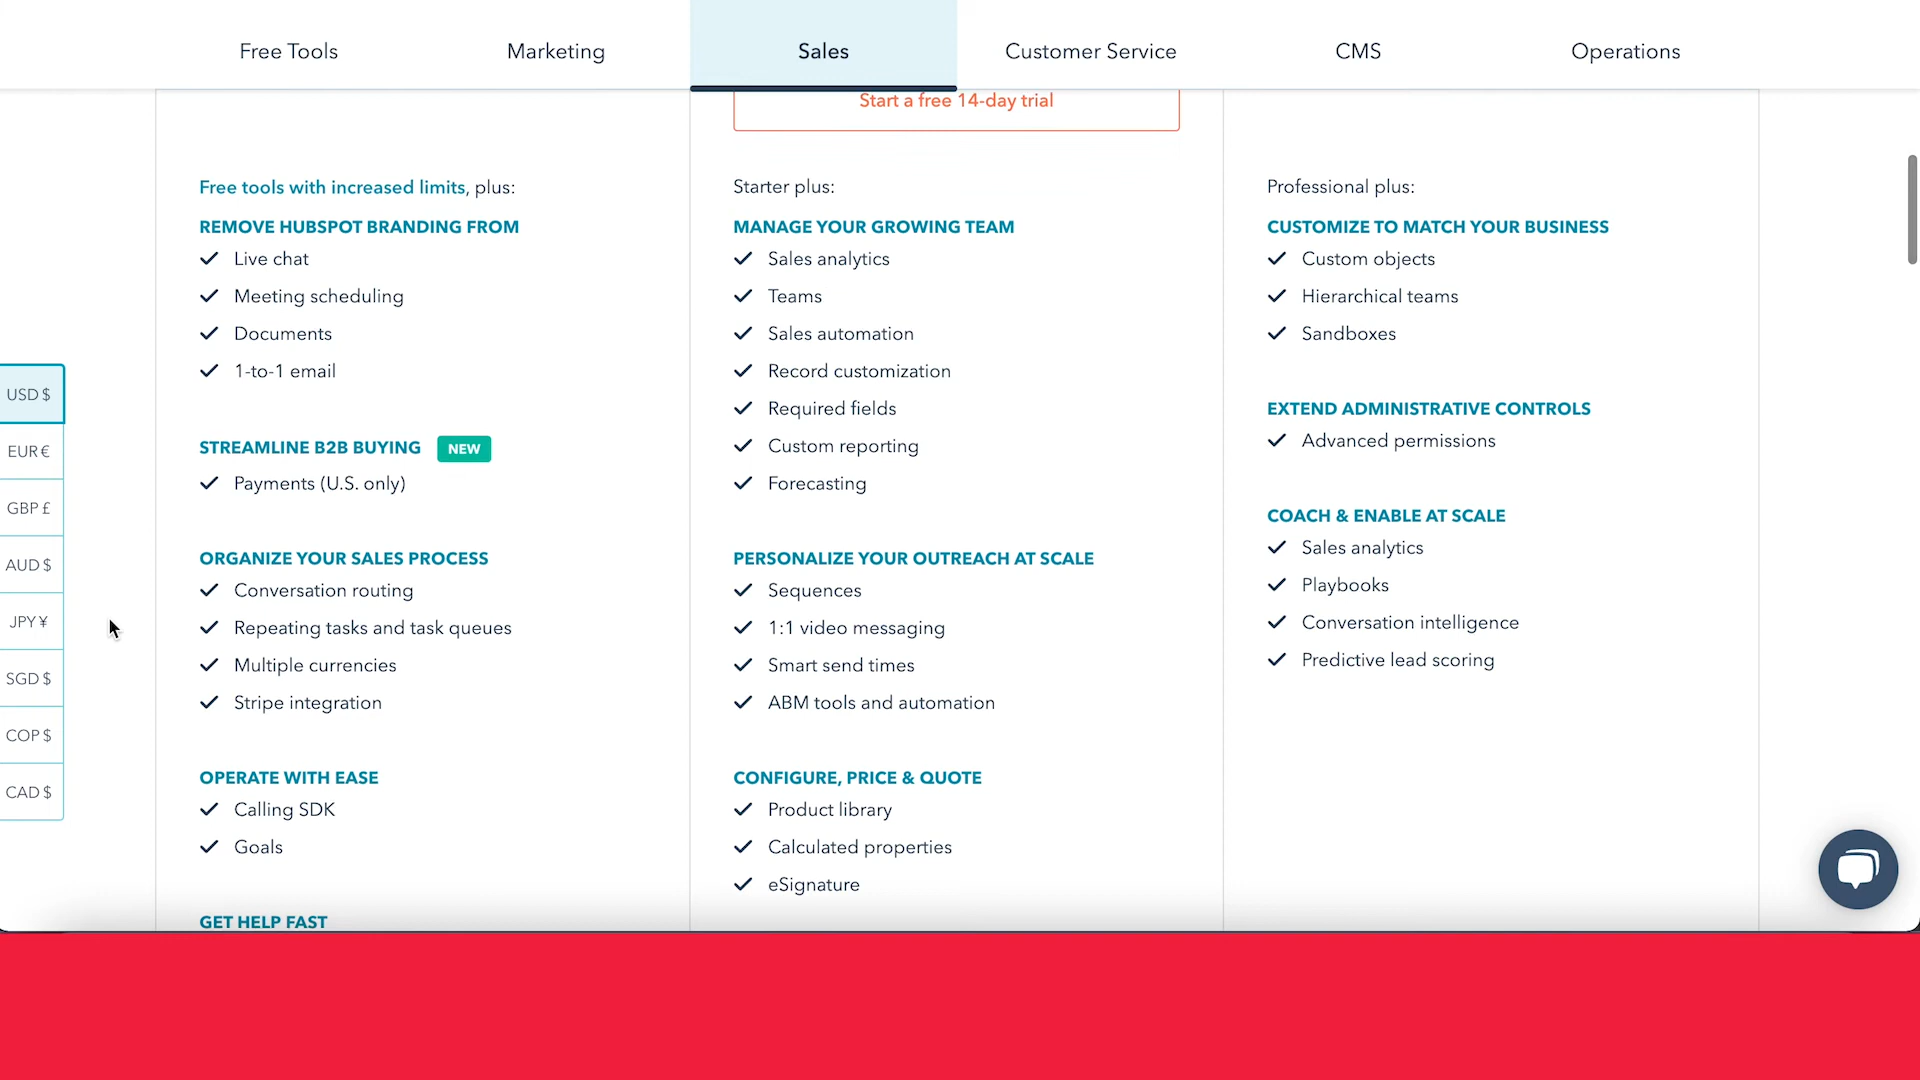 Free Tools
Marketing
Sales
Customer Service
CMS
Operations
Start a free 14-day trial
Free tools with increased limits, plus:
REMOVE HUBSPOT BRANDING FROM
Live chat
Meeting scheduling
Documents
1-to-1 email
STREAMLINE B2B BUYING NEW
Payments (U.S. only)
ORGANIZE YOUR SALES PROCESS
Conversation routing
Repeating tasks and task queues
Multiple currencies
Stripe integration
OPERATE WITH EASE
Calling SDK
Goals
GET HELP FAST
Starter plus:
MANAGE YOUR GROWING TEAM
Sales analytics
Teams
Sales automation
Record customization
Required fields
Custom reporting
Forecasting
PERSONALIZE YOUR OUTREACH AT SCALE
Sequences
1:1 video messaging
Smart send times
ABM tools and automation
CONFIGURE, PRICE & QUOTE
Product library
Calculated properties
eSignature
Professional plus:
CUSTOMIZE TO MATCH YOUR BUSINESS
Custom objects
Hierarchical teams
Sandboxes
EXTEND ADMINISTRATIVE CONTROLS
Advanced permissions
COACH & ENABLE AT SCALE
Sales analytics
Playbooks
Conversation intelligence
Predictive lead scoring
USD $
EUR €
GBP £
AUD $
JPY ¥
SGD $
COP $
CAD $